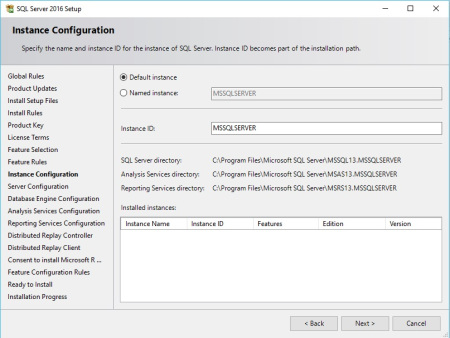 SQL Server 2016 Setup
Instance Configuration
Specify the name and instance ID for the instance of SQL Server. Instance ID becomes part of the installation path.
Global Rules
Product Updates
Install Setup Files
Install Rules
Product Key
License Terms
Feature Selection
Feature Rules
Instance Configuration
Server Configuration
Database Engine Configuration
Analysis Services Configuration
Reporting Services Configuration
Distributed Replay Controller
Distributed Replay Client
Consent to install Microsoft R ...
Feature Configuration Rules
Ready to Install
Installation Progress
Default instance
Named instance: MSSQLSERVER
Instance ID: MSSQLSERVER
SQL Server directory: C:\Program Files\Microsoft SQL Server\MSSQL13.MSSQLSERVER
Analysis Services directory: C:\Program Files\Microsoft SQL Server\MSAS13.MSSQLSERVER
Reporting Services directory: C:\Program Files\Microsoft SQL Server\MSRS13.MSSQLSERVER
Installed instances:
Instance Name Instance ID Features Edition Version
< Back Next > Cancel